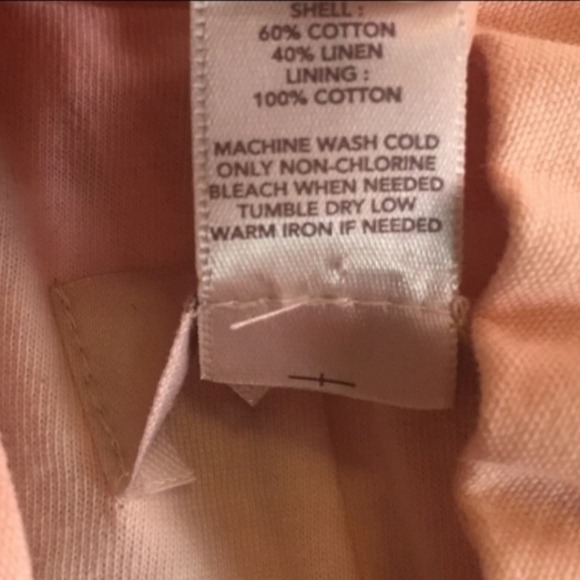 SHELL :
60% COTTON
40% LINEN
LINING :
100% COTTON
MACHINE WASH COLD
ONLY NON-CHLORINE
BLEACH WHEN NEEDED
TUMBLE DRY LOW
WARM IRON IF NEEDED